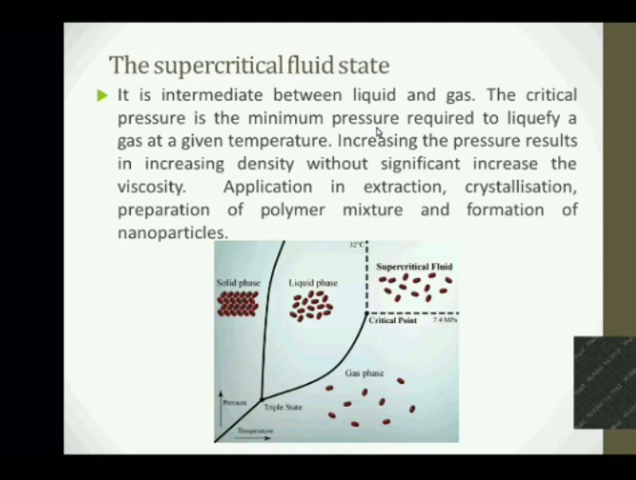 The supercritical fluid state
It is intermediate between liquid and gas. The critical
pressure is the minimum pressure required to liquefy a
gas at a given temperature. Increasing the pressure results
in increasing density without significant increase the
viscosity. Application in extraction, crystallisation,
preparation of polymer mixture and formation of
nanoparticles.
32°C
Supercritical Fluid
Solid phase
Liquid phase
Critical Point
7.4 MPa
Gas phase
Pressure
Triple State
Temperature